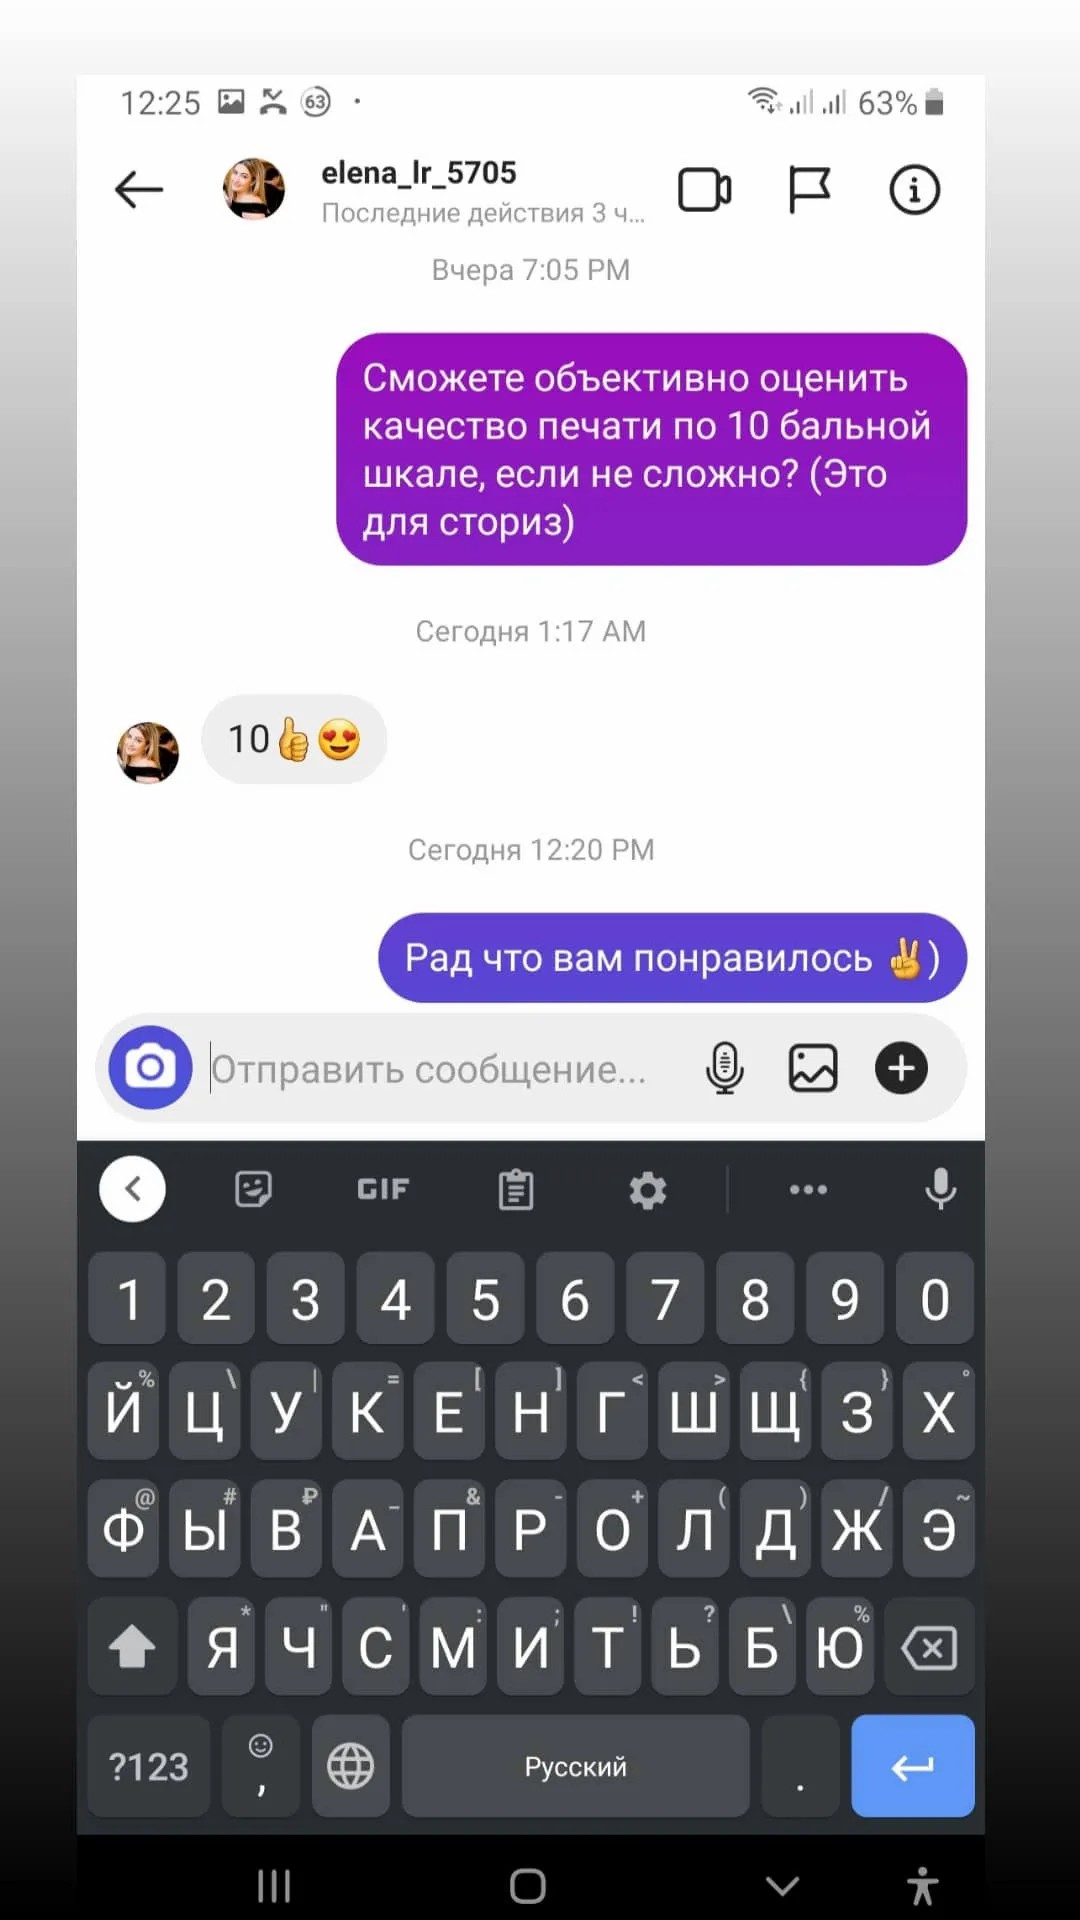 12:25 63 63%
elena_lr_5705
Последние действия 3 ч...
Вчера 7:05 PM
Сможете объективно оценить
качество печати по 10 бальной
шкале, если не сложно? (Это
для сториз)
Сегодня 1:17 AM
10👍😍
Сегодня 12:20 PM
Рад что вам понравилось ✌️)
Отправить сообщение...
GIF
1 2 3 4 5 6 7 8 9 0
% \ | = [ ] < > { } °
Й Ц У К Е Н Г Ш Щ З Х
@ # ₽ _ & - + ( ) / ~
Ф Ы В А П Р О Л Д Ж Э
* " ' : ; ! ? \ %
Я Ч С М И Т Ь Б Ю
?123 , Русский .